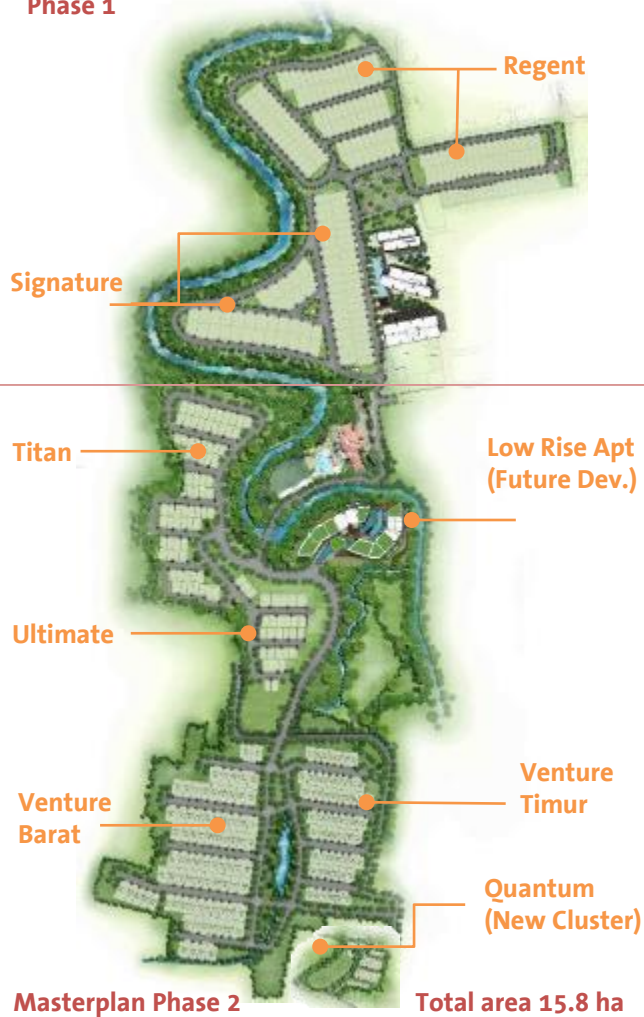 Phase 1
Regent
Signature
Titan
Low Rise Apt
(Future Dev.)
Ultimate
Venture
Timur
Venture
Barat
Quantum
(New Cluster)
Masterplan Phase 2
Total area 15.8 ha